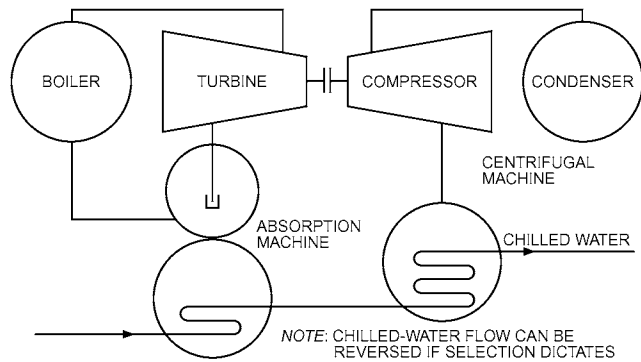 BOILER
TURBINE
COMPRESSOR
CONDENSER
CENTRIFUGAL
MACHINE
ABSORPTION
MACHINE
CHILLED WATER
NOTE: CHILLED-WATER FLOW CAN BE
REVERSED IF SELECTION DICTATES